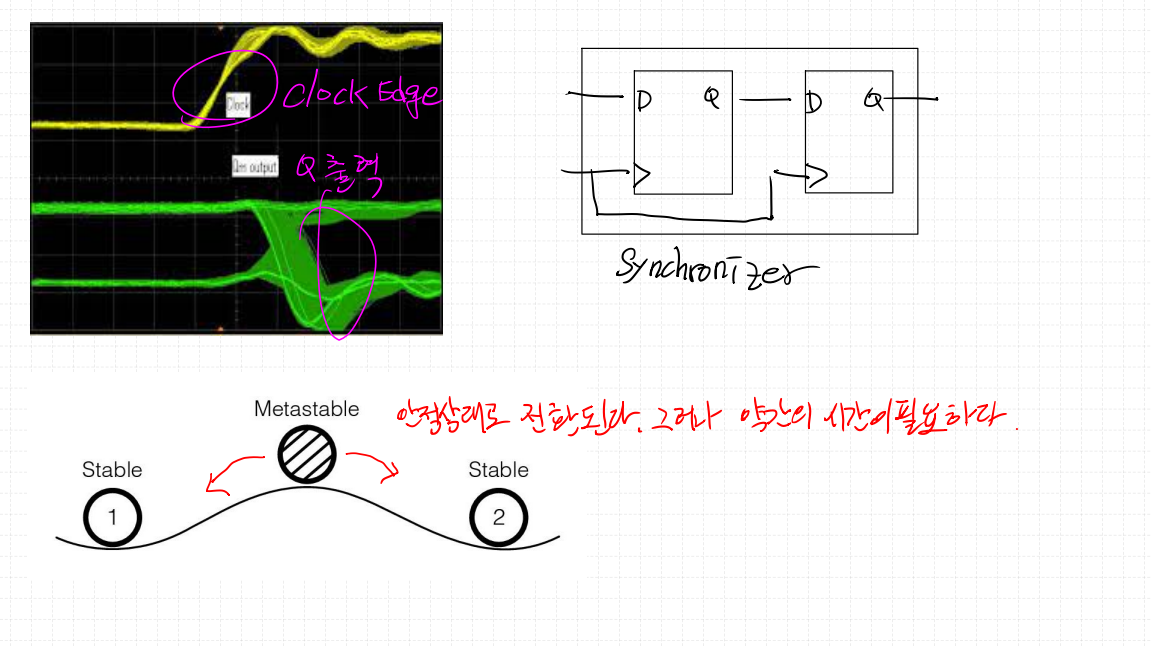 Clock Edge
Clock
Qm output
Q 출력
D Q D Q
Synchronizer
Metastable
안정상태로 전환된다. 그러나 약간의 시간이 필요하다.
Stable Stable
1 2